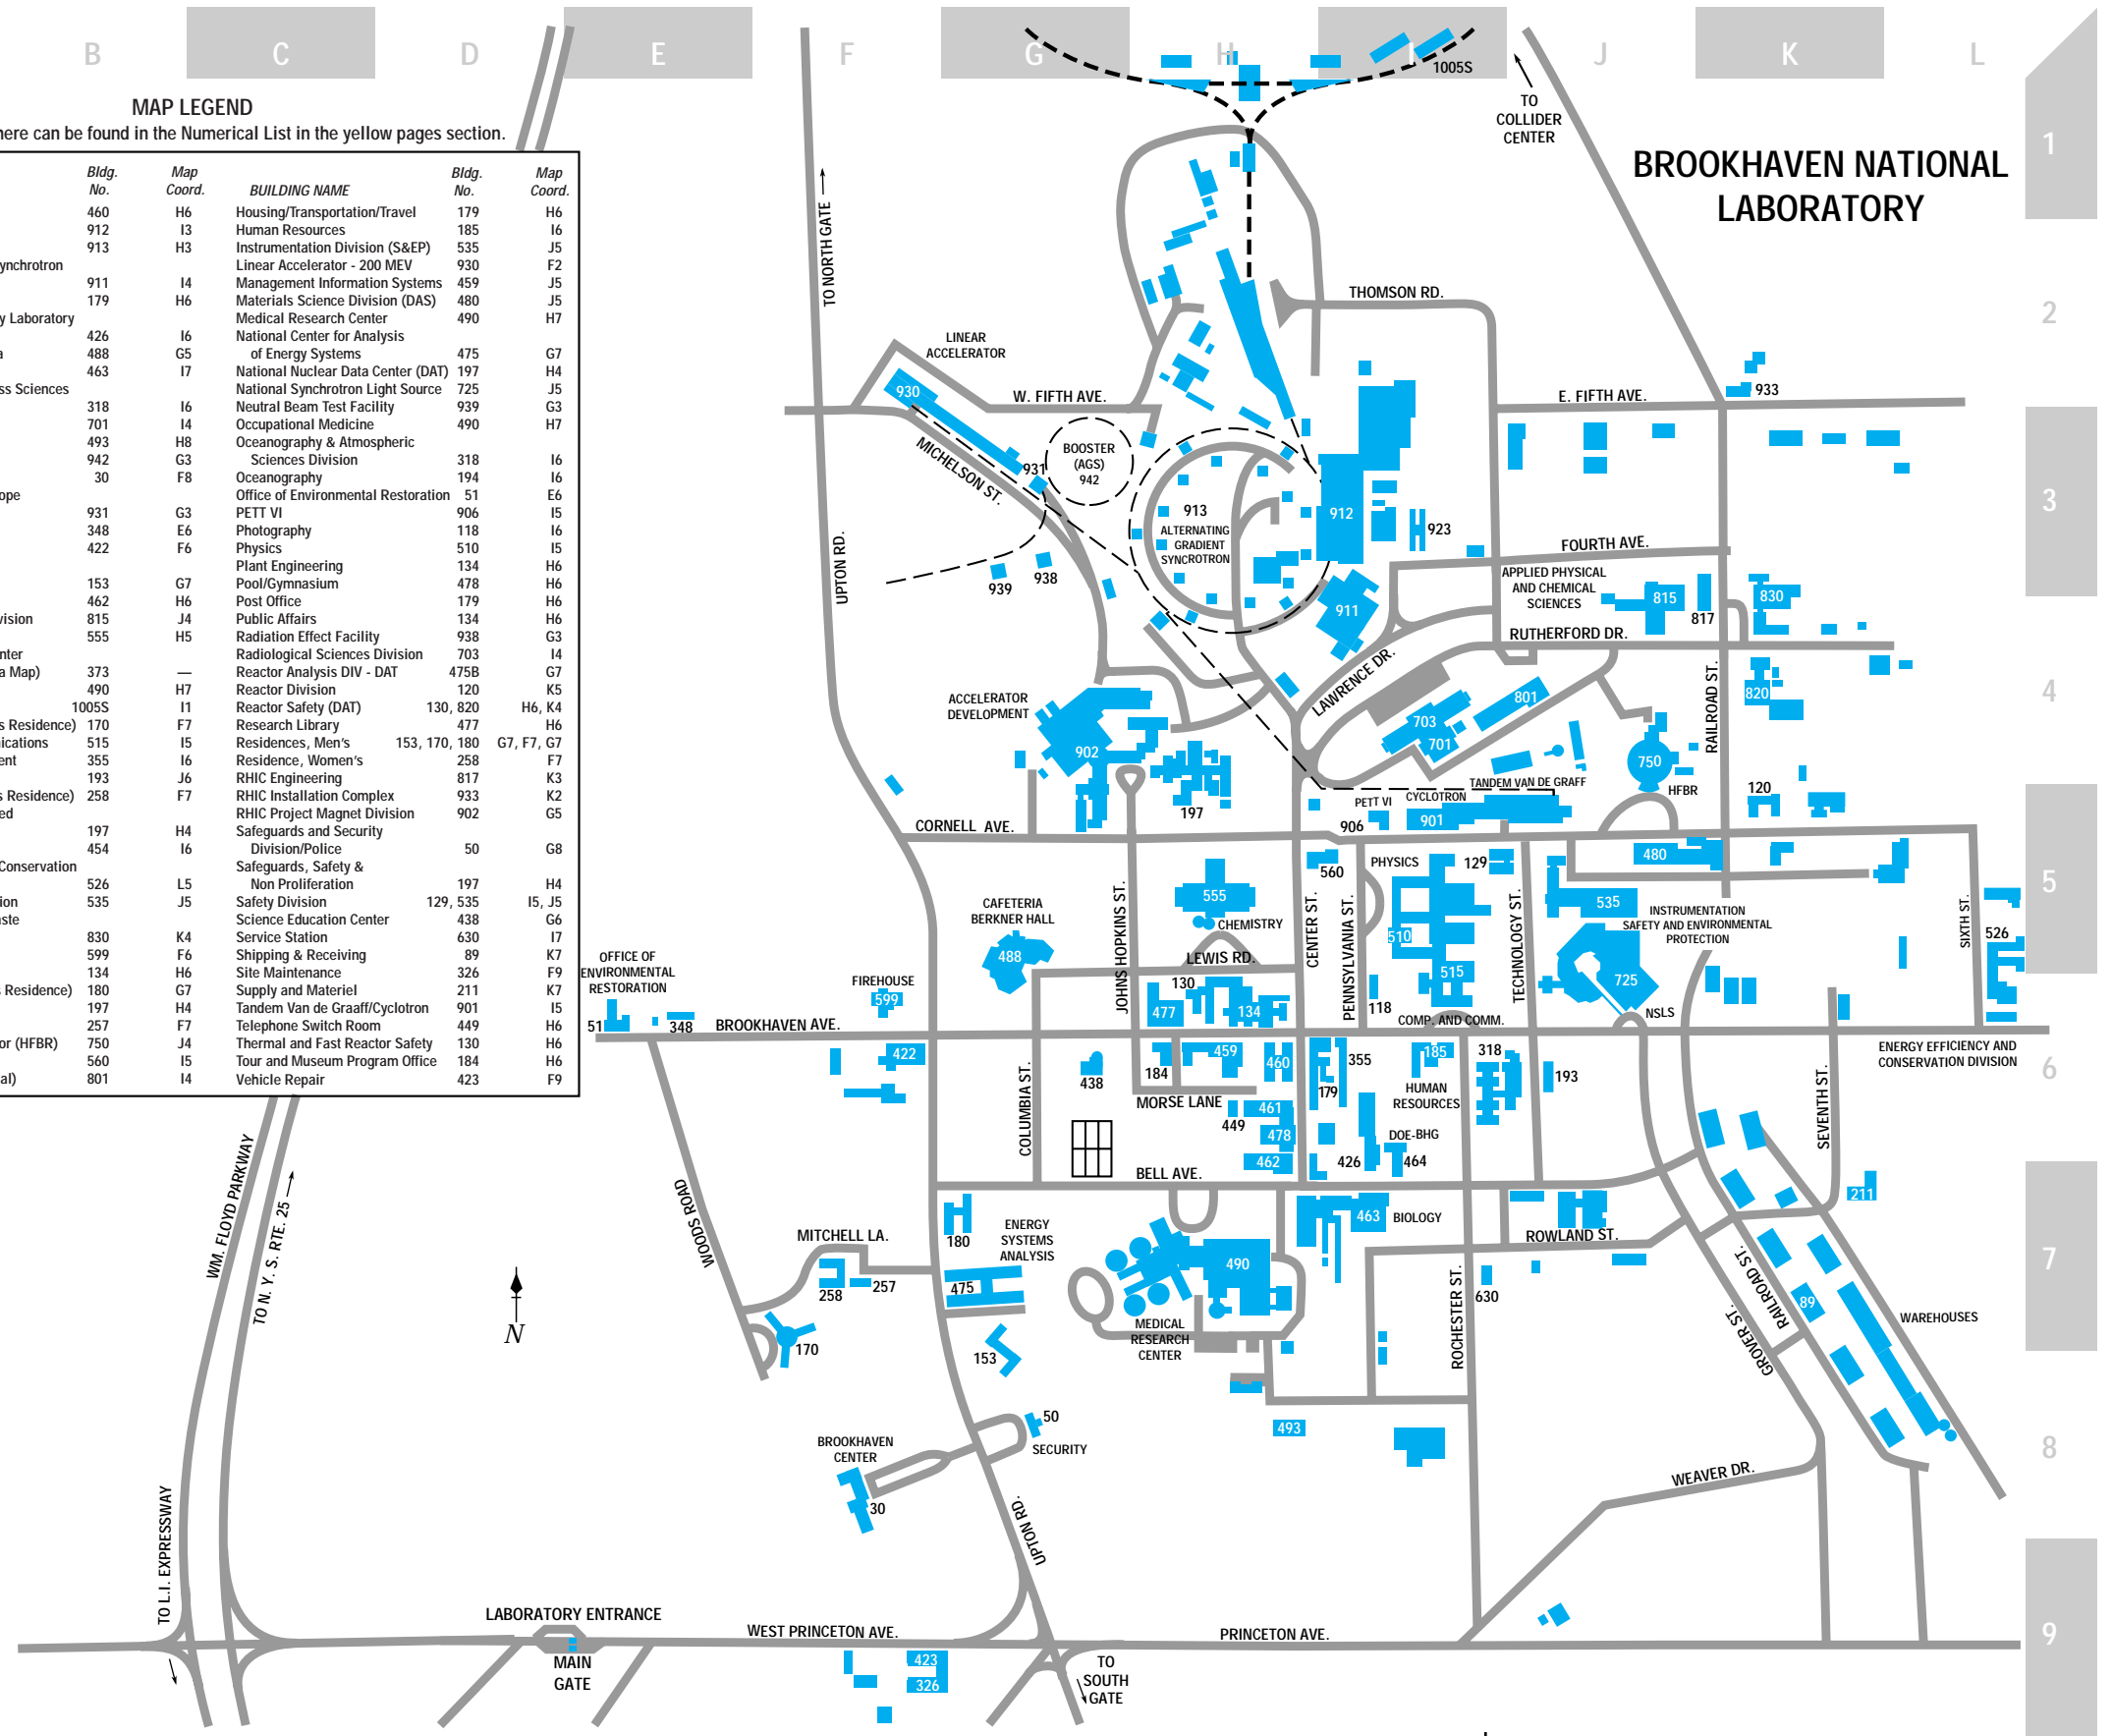 B C D E F G H I J K L
1
2
3
4
5
6
7
8
9
BROOKHAVEN NATIONAL
LABORATORY
MAP LEGEND
here can be found in the Numerical List in the yellow pages section.
Bldg. Map Bldg. Map
No. Coord. BUILDING NAME No. Coord.
460 H6 Housing/Transportation/Travel 179 H6
912 I3 Human Resources 185 I6
913 H3 Instrumentation Division (S&EP) 535 J5
ynchrotron Linear Accelerator - 200 MEV 930 F2
911 I4 Management Information Systems 459 J5
179 H6 Materials Science Division (DAS) 480 J5
y Laboratory Medical Research Center 490 H7
426 I6 National Center for Analysis
a 488 G5 of Energy Systems 475 G7
463 I7 National Nuclear Data Center (DAT) 197 H4
ss Sciences National Synchrotron Light Source 725 J5
318 I6 Neutral Beam Test Facility 939 G3
701 I4 Occupational Medicine 490 H7
493 H8 Oceanography & Atmospheric
942 G3 Sciences Division 318 I6
30 F8 Oceanography 194 I6
ope Office of Environmental Restoration 51 E6
931 G3 PETT VI 906 I5
348 E6 Photography 118 I6
422 F6 Physics 510 I5
Plant Engineering 134 H6
153 G7 Pool/Gymnasium 478 H6
462 H6 Post Office 179 H6
vision 815 J4 Public Affairs 134 H6
555 H5 Radiation Effect Facility 938 G3
nter Radiological Sciences Division 703 I4
a Map) 373 — Reactor Analysis DIV - DAT 475B G7
490 H7 Reactor Division 120 K5
1005S I1 Reactor Safety (DAT) 130, 820 H6, K4
s Residence) 170 F7 Research Library 477 H6
ications 515 I5 Residences, Men's 153, 170, 180 G7, F7, G7
ent 355 I6 Residence, Women's 258 F7
193 J6 RHIC Engineering 817 K3
s Residence) 258 F7 RHIC Installation Complex 933 K2
ed RHIC Project Magnet Division 902 G5
197 H4 Safeguards and Security
454 I6 Division/Police 50 G8
Conservation Safeguards, Safety &
526 L5 Non Proliferation 197 H4
ion 535 J5 Safety Division 129, 535 I5, J5
aste Science Education Center 438 G6
830 K4 Service Station 630 I7
599 F6 Shipping & Receiving 89 K7
134 H6 Site Maintenance 326 F9
s Residence) 180 G7 Supply and Materiel 211 K7
197 H4 Tandem Van de Graaff/Cyclotron 901 I5
257 F7 Telephone Switch Room 449 H6
or (HFBR) 750 J4 Thermal and Fast Reactor Safety 130 H6
560 I5 Tour and Museum Program Office 184 H6
al) 801 I4 Vehicle Repair 423 F9
1005S
TO
COLLIDER
CENTER
TO NORTH GATE
THOMSON RD.
LINEAR
ACCELERATOR
930
W. FIFTH AVE.
E. FIFTH AVE.
933
MICHELSON ST.
931
BOOSTER
(AGS)
942
913
ALTERNATING
GRADIENT
SYNCROTRON
912
923
UPTON RD.
939
938
FOURTH AVE.
APPLIED PHYSICAL
AND CHEMICAL
SCIENCES
815
817
830
911
RUTHERFORD DR.
LAWRENCE DR.
RAILROAD ST.
820
ACCELERATOR
DEVELOPMENT
902
703
701
801
750
HFBR
120
TANDEM VAN DE GRAFF
197
PETT VI
CYCLOTRON
906
901
CORNELL AVE.
560
PHYSICS
129
480
555
CHEMISTRY
JOHNS HOPKINS ST.
CENTER ST.
PENNSYLVANIA ST.
TECHNOLOGY ST.
SIXTH ST.
CAFETERIA
BERKNER HALL
488
535
INSTRUMENTATION
SAFETY AND ENVIRONMENTAL
PROTECTION
526
510
515
725
NSLS
LEWIS RD.
130
477
134
118
COMP. AND COMM.
OFFICE OF
ENVIRONMENTAL
RESTORATION
51
348
FIREHOUSE
599
BROOKHAVEN AVE.
422
438
184
459
460
355
179
185
318
193
HUMAN
RESOURCES
ENERGY EFFICIENCY AND
CONSERVATION DIVISION
COLUMBIA ST.
MORSE LANE
449
461
478
462
426
DOE-BHG
464
SEVENTH ST.
BELL AVE.
211
WOODS ROAD
180
ENERGY
SYSTEMS
ANALYSIS
463
BIOLOGY
ROWLAND ST.
MITCHELL LA.
258
257
475
490
630
170
153
MEDICAL
RESEARCH
CENTER
ROCHESTER ST.
RAILROAD ST.
GROVER ST.
89
WAREHOUSES
WM. FLOYD PARKWAY
TO N. Y. S. RTE. 25
N
50
SECURITY
493
BROOKHAVEN
CENTER
30
WEAVER DR.
UPTON RD.
TO L.I. EXPRESSWAY
LABORATORY ENTRANCE
MAIN
GATE
WEST PRINCETON AVE.
PRINCETON AVE.
423
326
TO
SOUTH
GATE